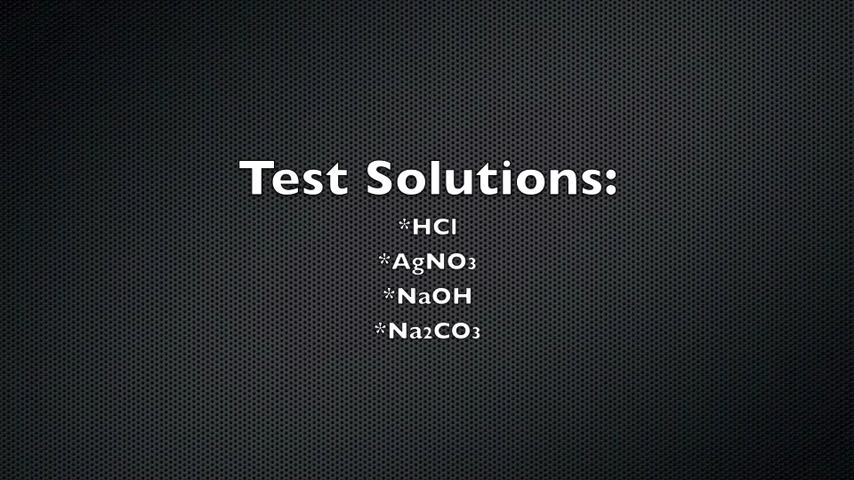 Test Solutions:
*HCl
*AgNO₃
*NaOH
*Na₂CO₃